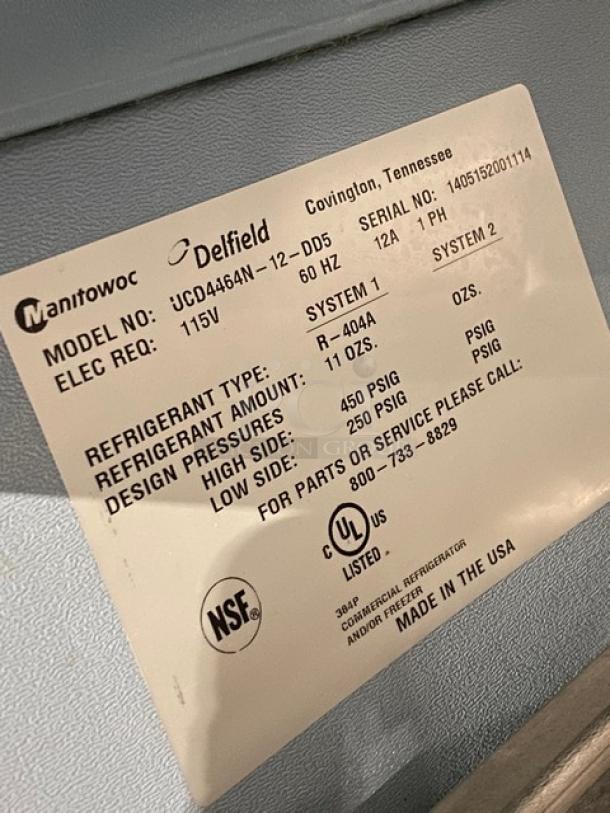 Manitowoc Delfield Covington, Tennessee
MODEL NO: UCD4464N-12-DD5 SERIAL NO: 1405152001114
ELEC REQ: 115V 60 HZ 12A 1 PH
SYSTEM 1 SYSTEM 2
REFRIGERANT TYPE: R-404A
REFRIGERANT AMOUNT: 11 OZS. OZS.
DESIGN PRESSURES
HIGH SIDE: 450 PSIG PSIG
LOW SIDE: 250 PSIG PSIG
FOR PARTS OR SERVICE PLEASE CALL:
800-733-8829
C UL US
LISTED
NSF®
384P
COMMERCIAL REFRIGERATOR
AND/OR FREEZER
MADE IN THE USA